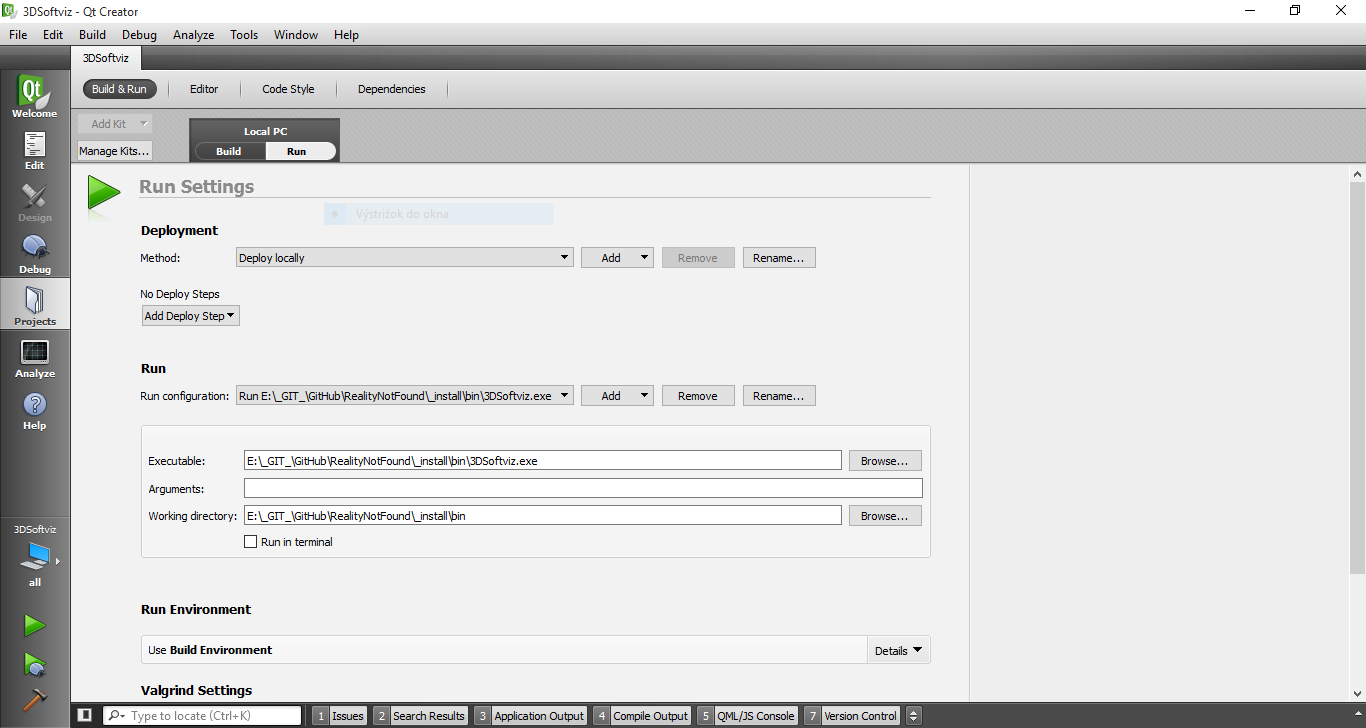 3DSoftviz - Qt Creator
File Edit Build Debug Analyze Tools Window Help
3DSoftviz
Build & Run Editor Code Style Dependencies
Add Kit
Manage Kits...
Local PC
Build Run
Qt
Welcome
Edit
Design
Debug
Projects
Analyze
Help
3DSoftviz
all
Run Settings
Výstrižok do okna
Deployment
Method: Deploy locally Add Remove Rename...
No Deploy Steps
Add Deploy Step
Run
Run configuration: Run E:\_GIT_\GitHub\RealityNotFound\_install\bin\3DSoftviz.exe Add Remove Rename...
Executable: E:\_GIT_\GitHub\RealityNotFound\_install\bin\3DSoftviz.exe Browse...
Arguments:
Working directory: E:\_GIT_\GitHub\RealityNotFound\_install\bin Browse...
Run in terminal
Run Environment
Use Build Environment Details
Valgrind Settings
Type to locate (Ctrl+K) 1 Issues 2 Search Results 3 Application Output 4 Compile Output 5 QML/JS Console 7 Version Control